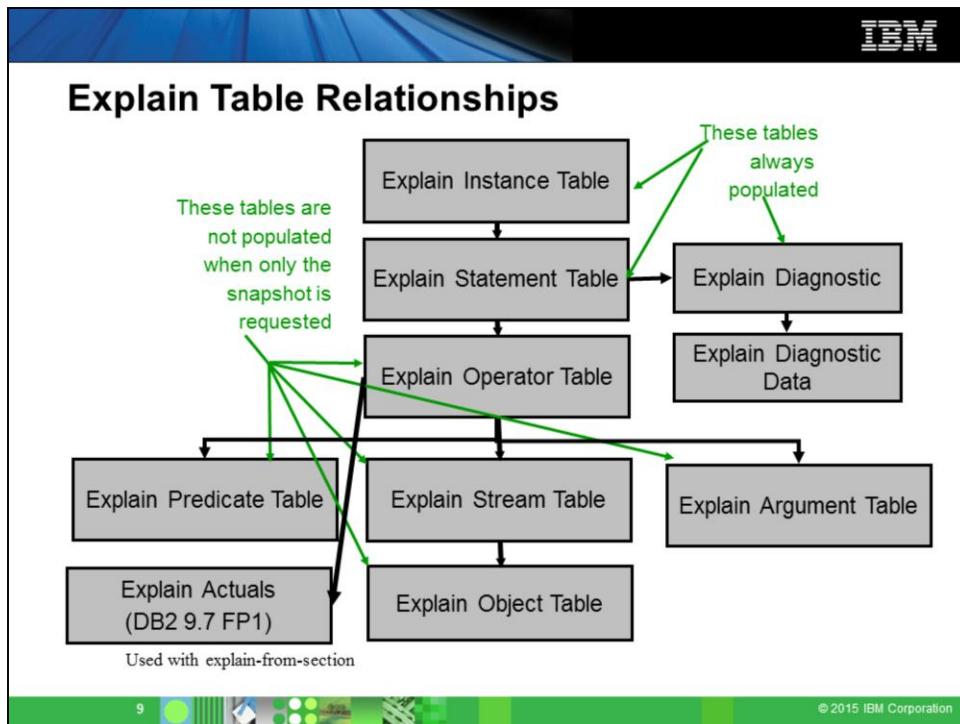 IBM
Explain Table Relationships
These tables
always
populated
These tables are
not populated
when only the
snapshot is
requested
Explain Instance Table
Explain Statement Table
Explain Diagnostic
Explain Operator Table
Explain Diagnostic
Data
Explain Predicate Table
Explain Stream Table
Explain Argument Table
Explain Actuals
(DB2 9.7 FP1)
Explain Object Table
Used with explain-from-section
9
© 2015 IBM Corporation